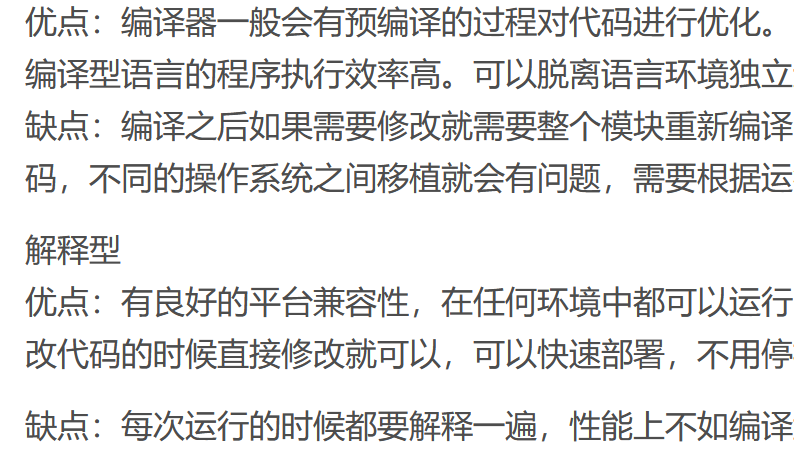 优点：编译器一般会有预编译的过程对代码进行优化。
编译型语言的程序执行效率高。可以脱离语言环境独立
缺点：编译之后如果需要修改就需要整个模块重新编译
码，不同的操作系统之间移植就会有问题，需要根据运
解释型
优点：有良好的平台兼容性，在任何环境中都可以运行
改代码的时候直接修改就可以，可以快速部署，不用停
缺点：每次运行的时候都要解释一遍，性能上不如编译